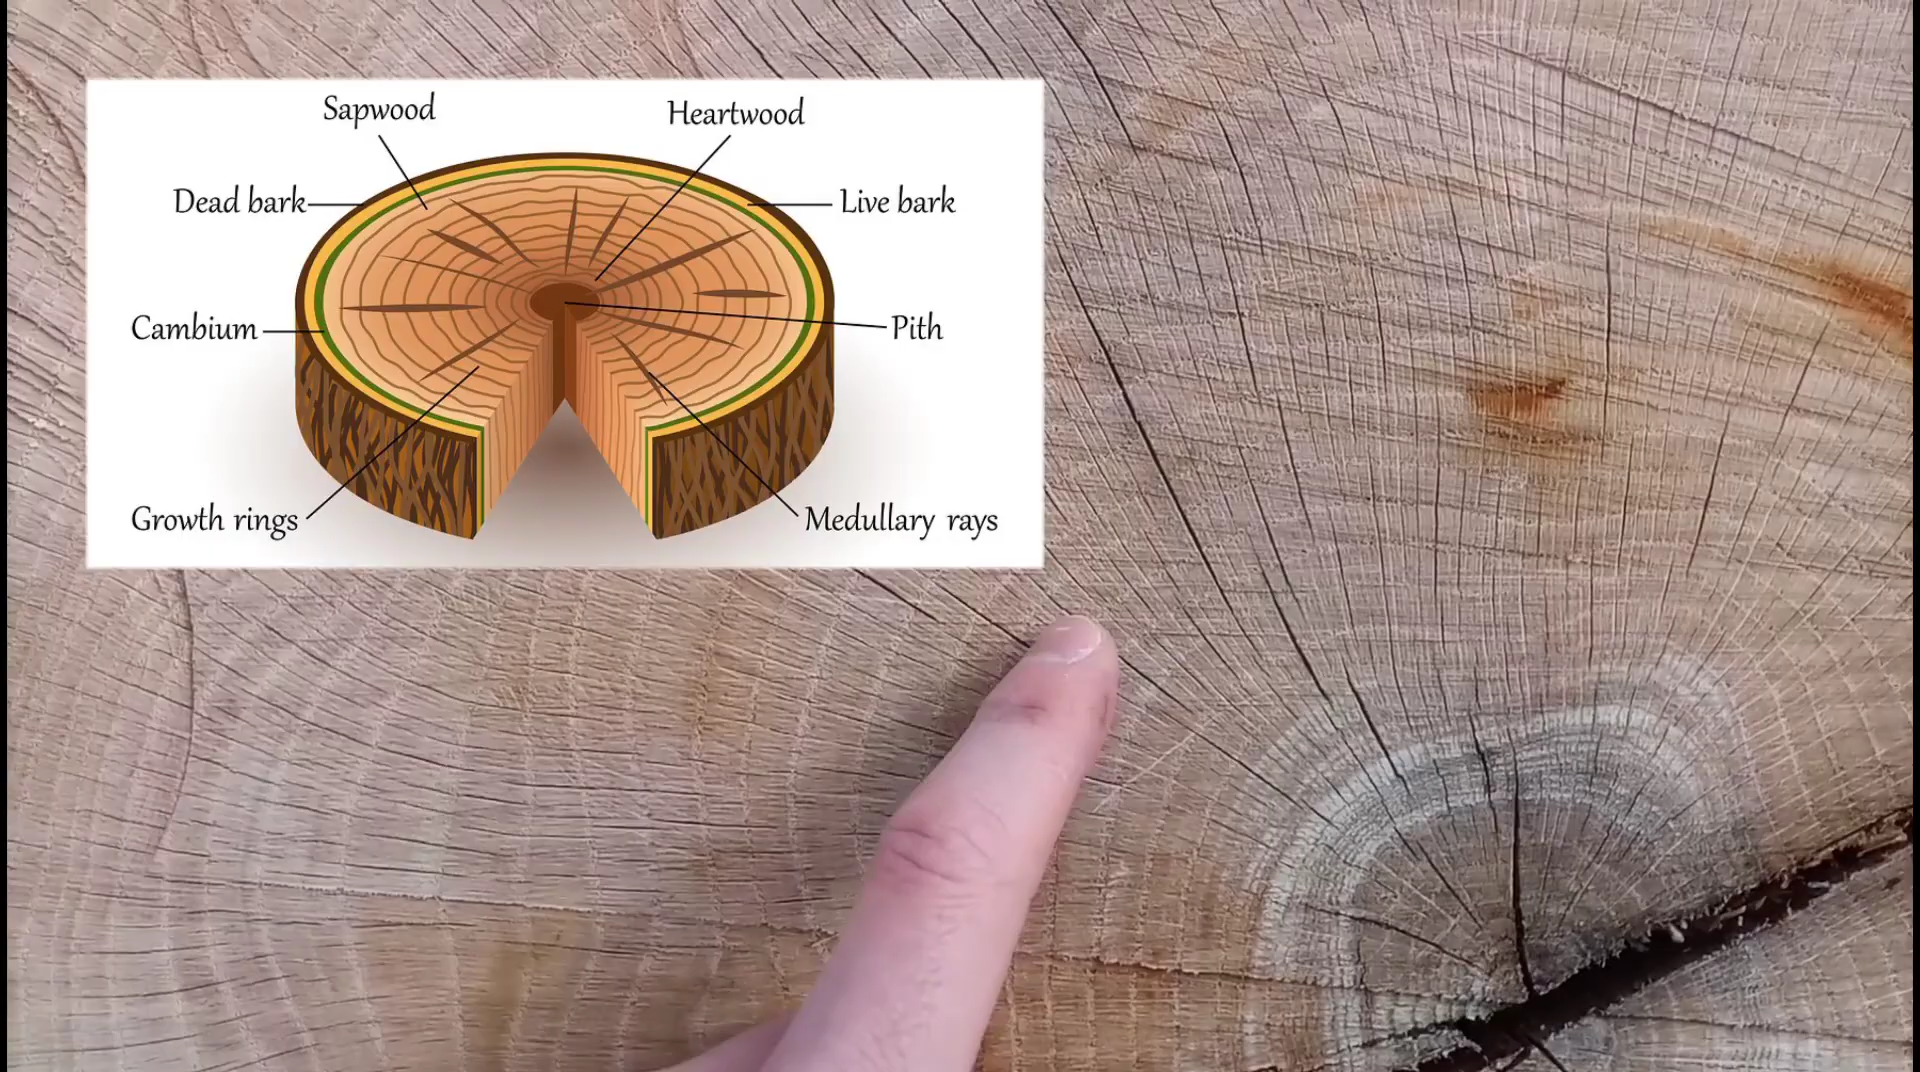 Sapwood
Heartwood
Dead bark
Live bark
Cambium
Pith
Growth rings
Medullary rays